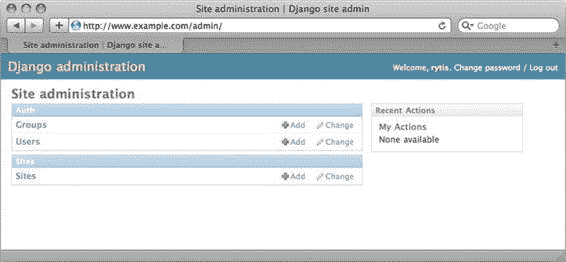 Site administration | Django site admin
http://www.example.com/admin/
Google
Site administration | Django site a...
Django administration
Welcome, rytis. Change password / Log out
Site administration
Auth
Groups Add Change
Users Add Change
Sites
Sites Add Change
Recent Actions
My Actions
None available